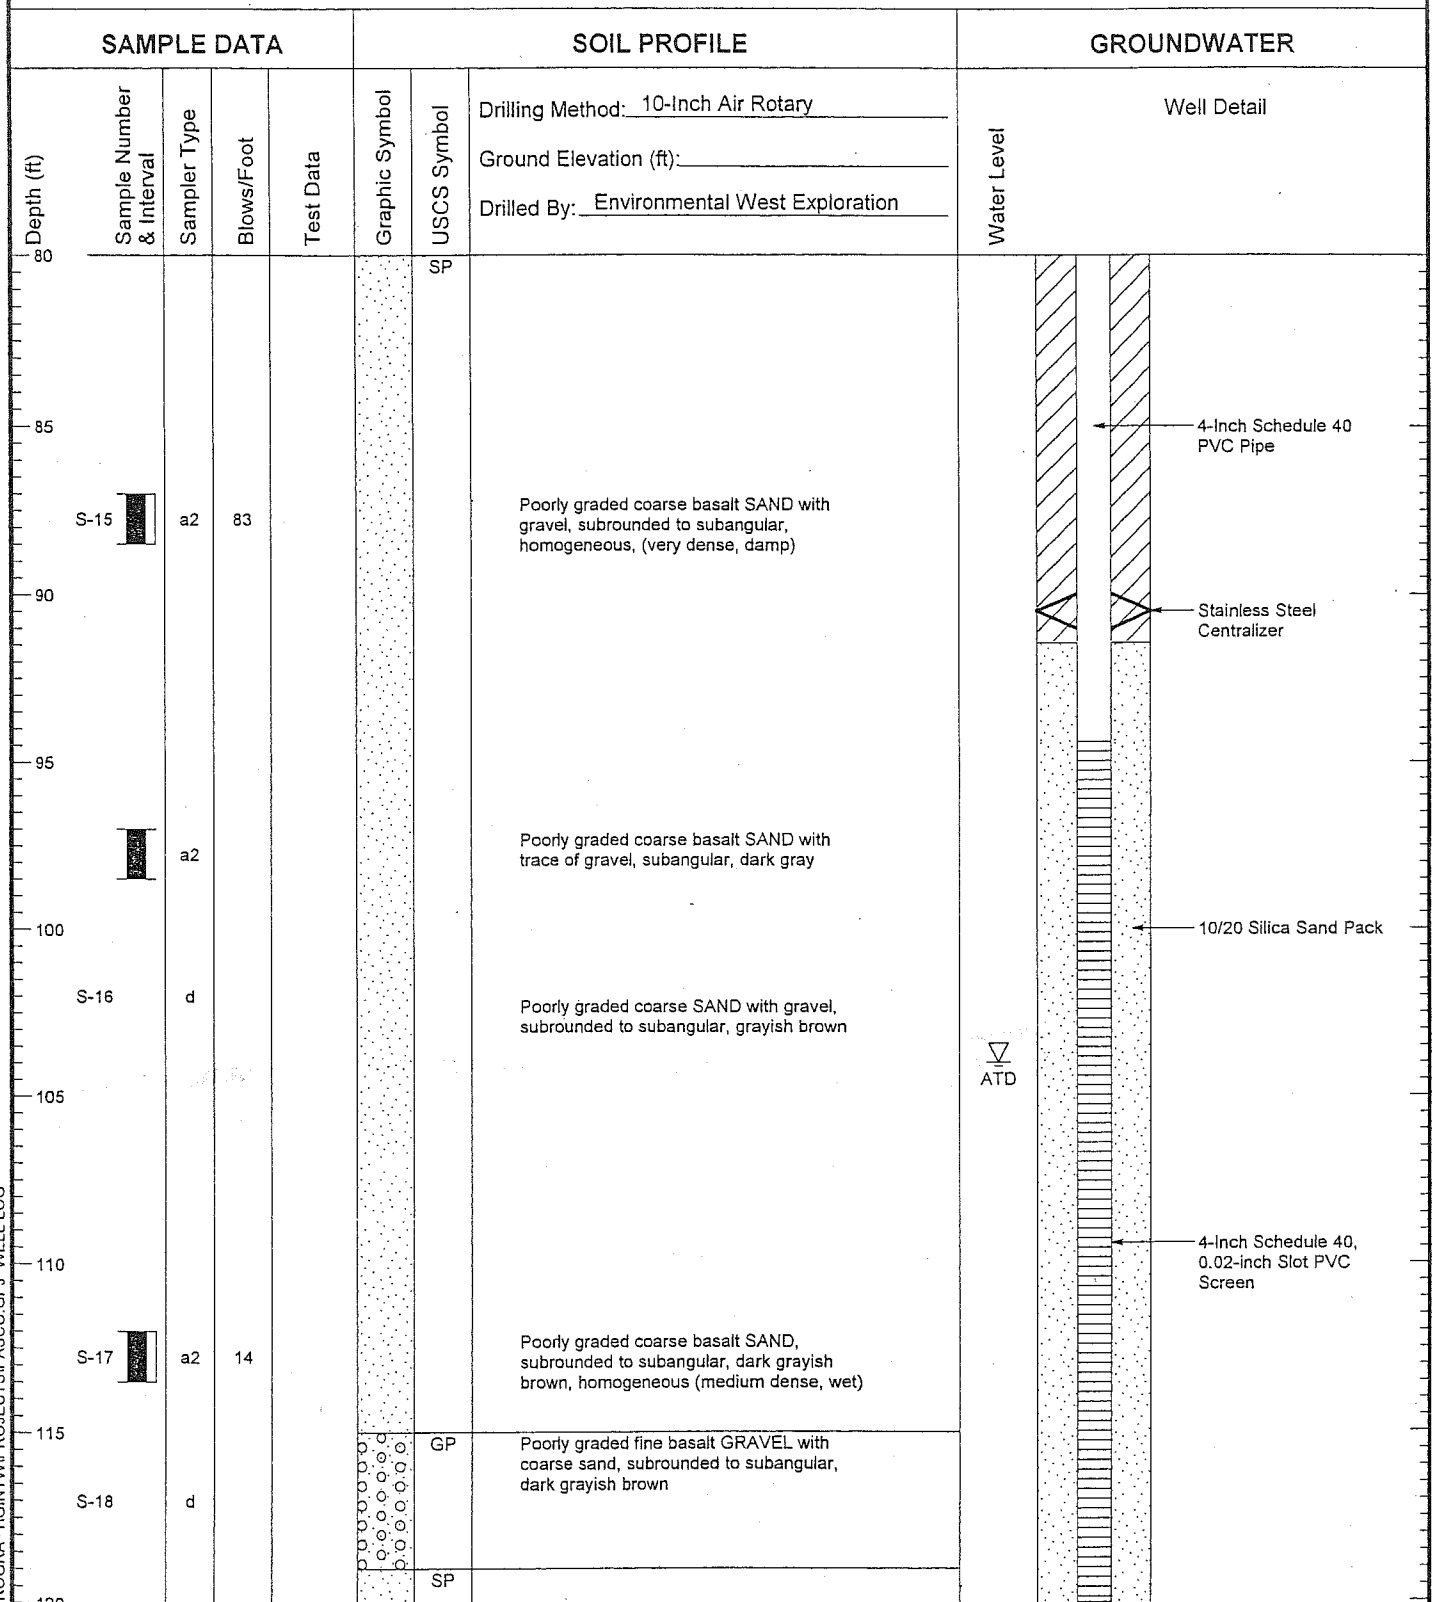 SAMPLE DATA
SOIL PROFILE
GROUNDWATER
Depth (ft)
Sample Number
& Interval
Sampler Type
Blows/Foot
Test Data
Graphic Symbol
USCS Symbol
Drilling Method: 10-Inch Air Rotary
Ground Elevation (ft):
Drilled By: Environmental West Exploration
Water Level
Well Detail
80
SP
85
4-Inch Schedule 40
PVC Pipe
S-15 a2 83
Poorly graded coarse basalt SAND with
gravel, subrounded to subangular,
homogeneous, (very dense, damp)
90
Stainless Steel
Centralizer
95
a2
Poorly graded coarse basalt SAND with
trace of gravel, subangular, dark gray
100
10/20 Silica Sand Pack
S-16 d
Poorly graded coarse SAND with gravel,
subrounded to subangular, grayish brown
ATD
105
110
4-Inch Schedule 40,
0.02-inch Slot PVC
Screen
S-17 a2 14
Poorly graded coarse basalt SAND,
subrounded to subangular, dark grayish
brown, homogeneous (medium dense, wet)
115
GP
Poorly graded fine basalt GRAVEL with
coarse sand, subrounded to subangular,
dark grayish brown
S-18 d
SP